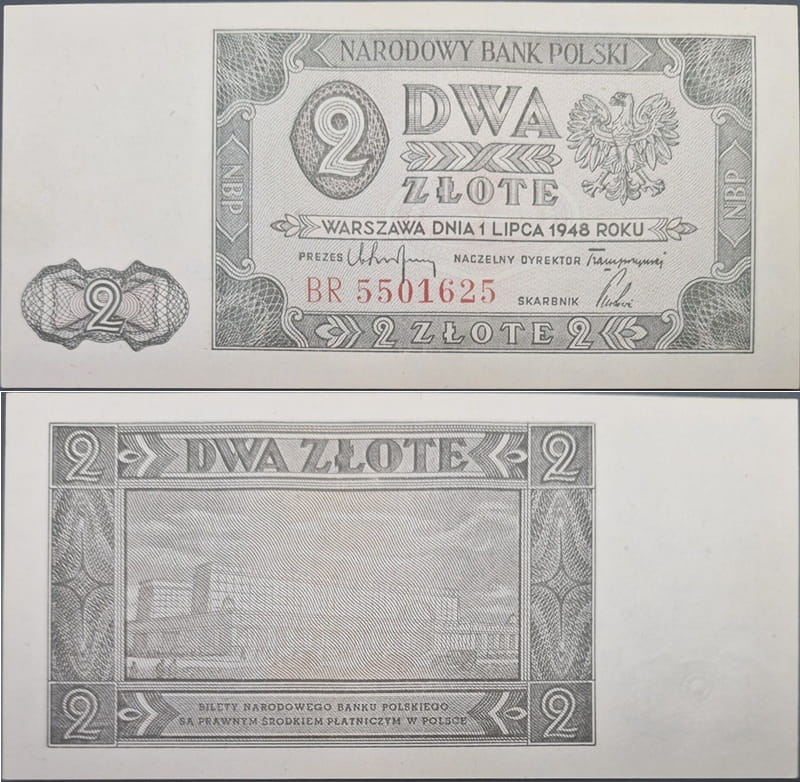 NARODOWY BANK POLSKI
2 DWA
ZŁOTE
NBP
NBP
WARSZAWA DNIA 1 LIPCA 1948 ROKU
PREZES NACZELNY DYREKTOR
BR 5501625 SKARBNIK
2
2 ZŁOTE 2
2 DWA ZŁOTE 2
2 BILETY NARODOWEGO BANKU POLSKIEGO 2
SĄ PRAWNYM ŚRODKIEM PŁATNICZYM W POLSCE